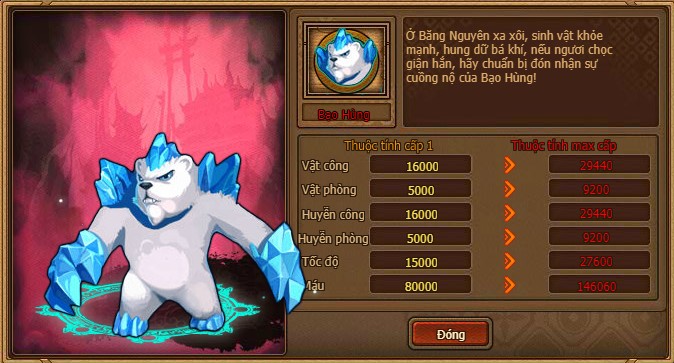 Ở Băng Nguyên xa xôi, sinh vật khỏe
mạnh, hung dữ bá khí, nếu ngươi chọc
giận hắn, hãy chuẩn bị đón nhận sự
cuồng nộ của Bạo Hùng!
Bạo Hùng
Thuộc tính cấp 1 Thuộc tính max cấp
Vật công 16000 29440
Vật phòng 5000 9200
Huyễn công 16000 29440
Huyễn phòng 5000 9200
Tốc độ 15000 27600
Máu 80000 146060
Đóng